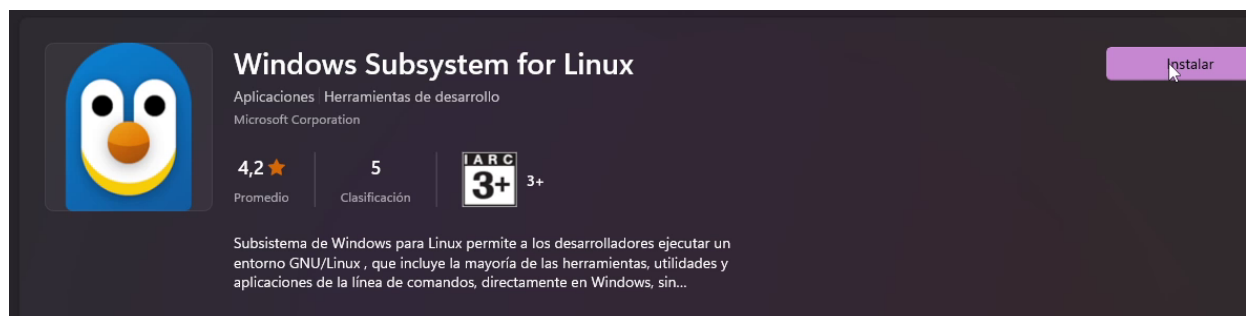 Windows Subsystem for Linux
Instalar
Aplicaciones Herramientas de desarrollo
Microsoft Corporation
4,2
5
IARC
3+
3+
Promedio
Clasificación
Subsistema de Windows para Linux permite a los desarrolladores ejecutar un
entorno GNU/Linux , que incluye la mayoría de las herramientas, utilidades y
aplicaciones de la línea de comandos, directamente en Windows, sin...